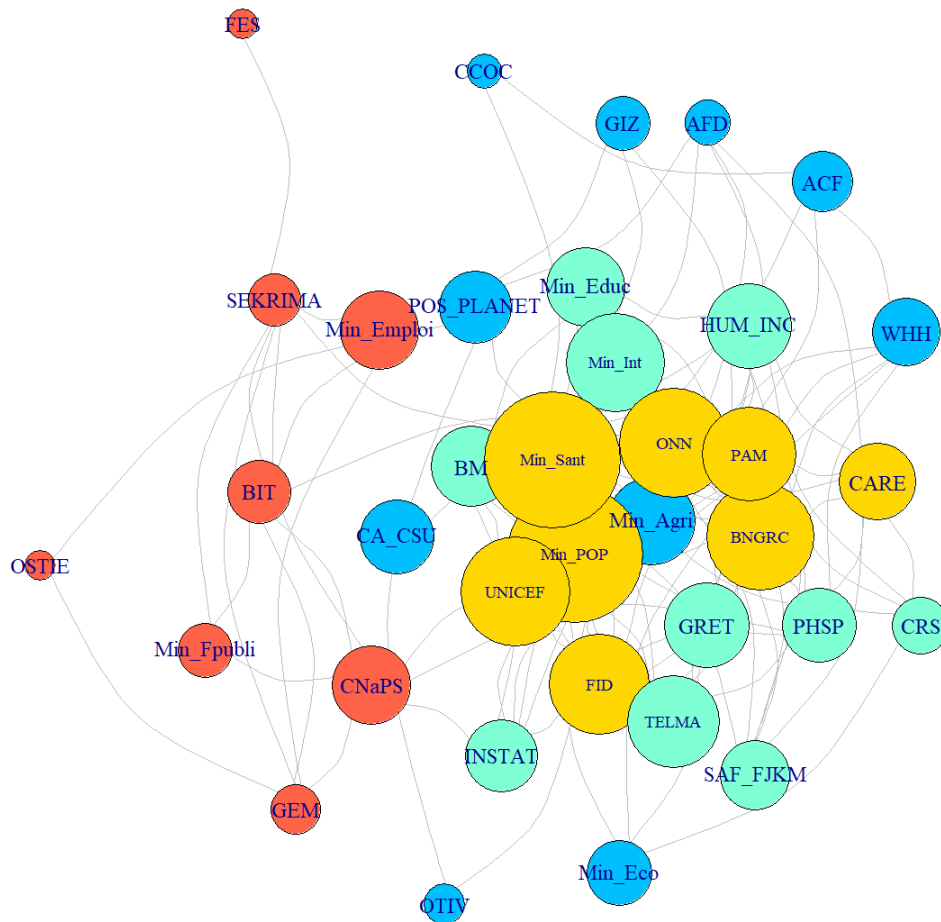 FES
CCOC
GIZ
AFD
ACF
SEKRIMA
Min_Emploi
POS_PLANET
Min_Educ
HUM_INC
WHH
Min_Int
ONN
PAM
Min_Sant
BM
CARE
BIT
CA_CSU
Min_Agri
BNGRC
Min_POP
OSTIE
UNICEF
Min_Fpubli
GRET
PHSP
CRS
CNaPS
FID
TELMA
INSTAT
SAF_FJKM
GEM
Min_Eco
OTIV